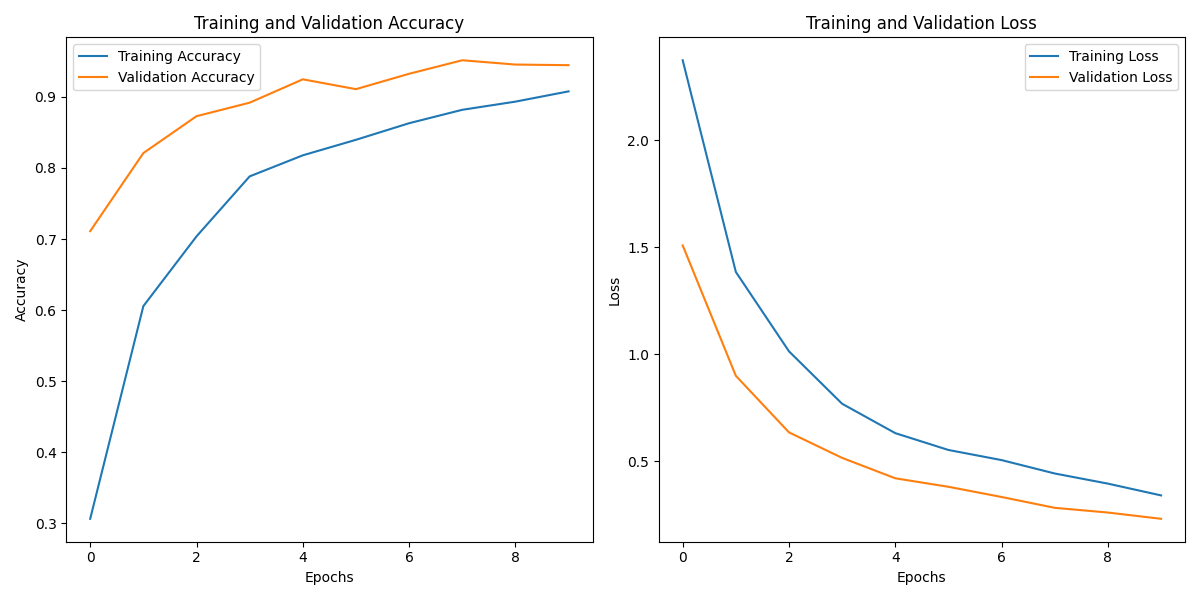 Training and Validation Accuracy
Training Accuracy
Validation Accuracy
0.9
0.8
0.7
0.6
0.5
0.4
0.3
Accuracy
0 2 4 6 8
Epochs
Training and Validation Loss
Training Loss
Validation Loss
2.0
1.5
1.0
0.5
Loss
0 2 4 6 8
Epochs